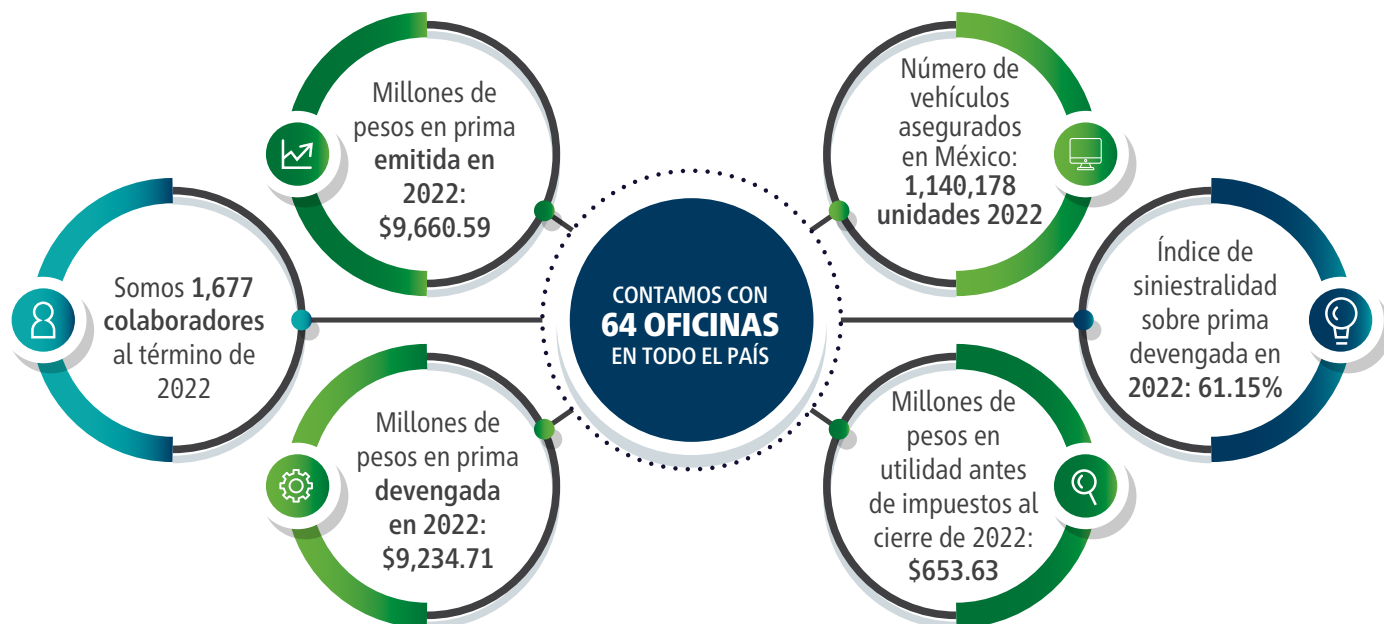 Millones de
pesos en prima
emitida en
2022:
$9,660.59
Número de
vehículos
asegurados
en México:
1,140,178
unidades 2022
Somos 1,677
colaboradores
al término de
2022
CONTAMOS CON
64 OFICINAS
EN TODO EL PAÍS
Índice de
siniestralidad
sobre prima
devengada en
2022: 61.15%
Millones de
pesos en prima
devengada
en 2022:
$9,234.71
Millones de
pesos en
utilidad antes
de impuestos al
cierre de 2022:
$653.63